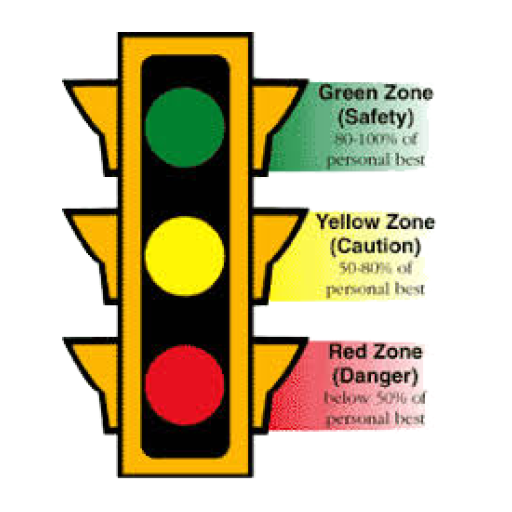 Green Zone
(Safety)
80-100% of
personal best
Yellow Zone
(Caution)
50-80% of
personal best
Red Zone
(Danger)
below 50% of
personal best